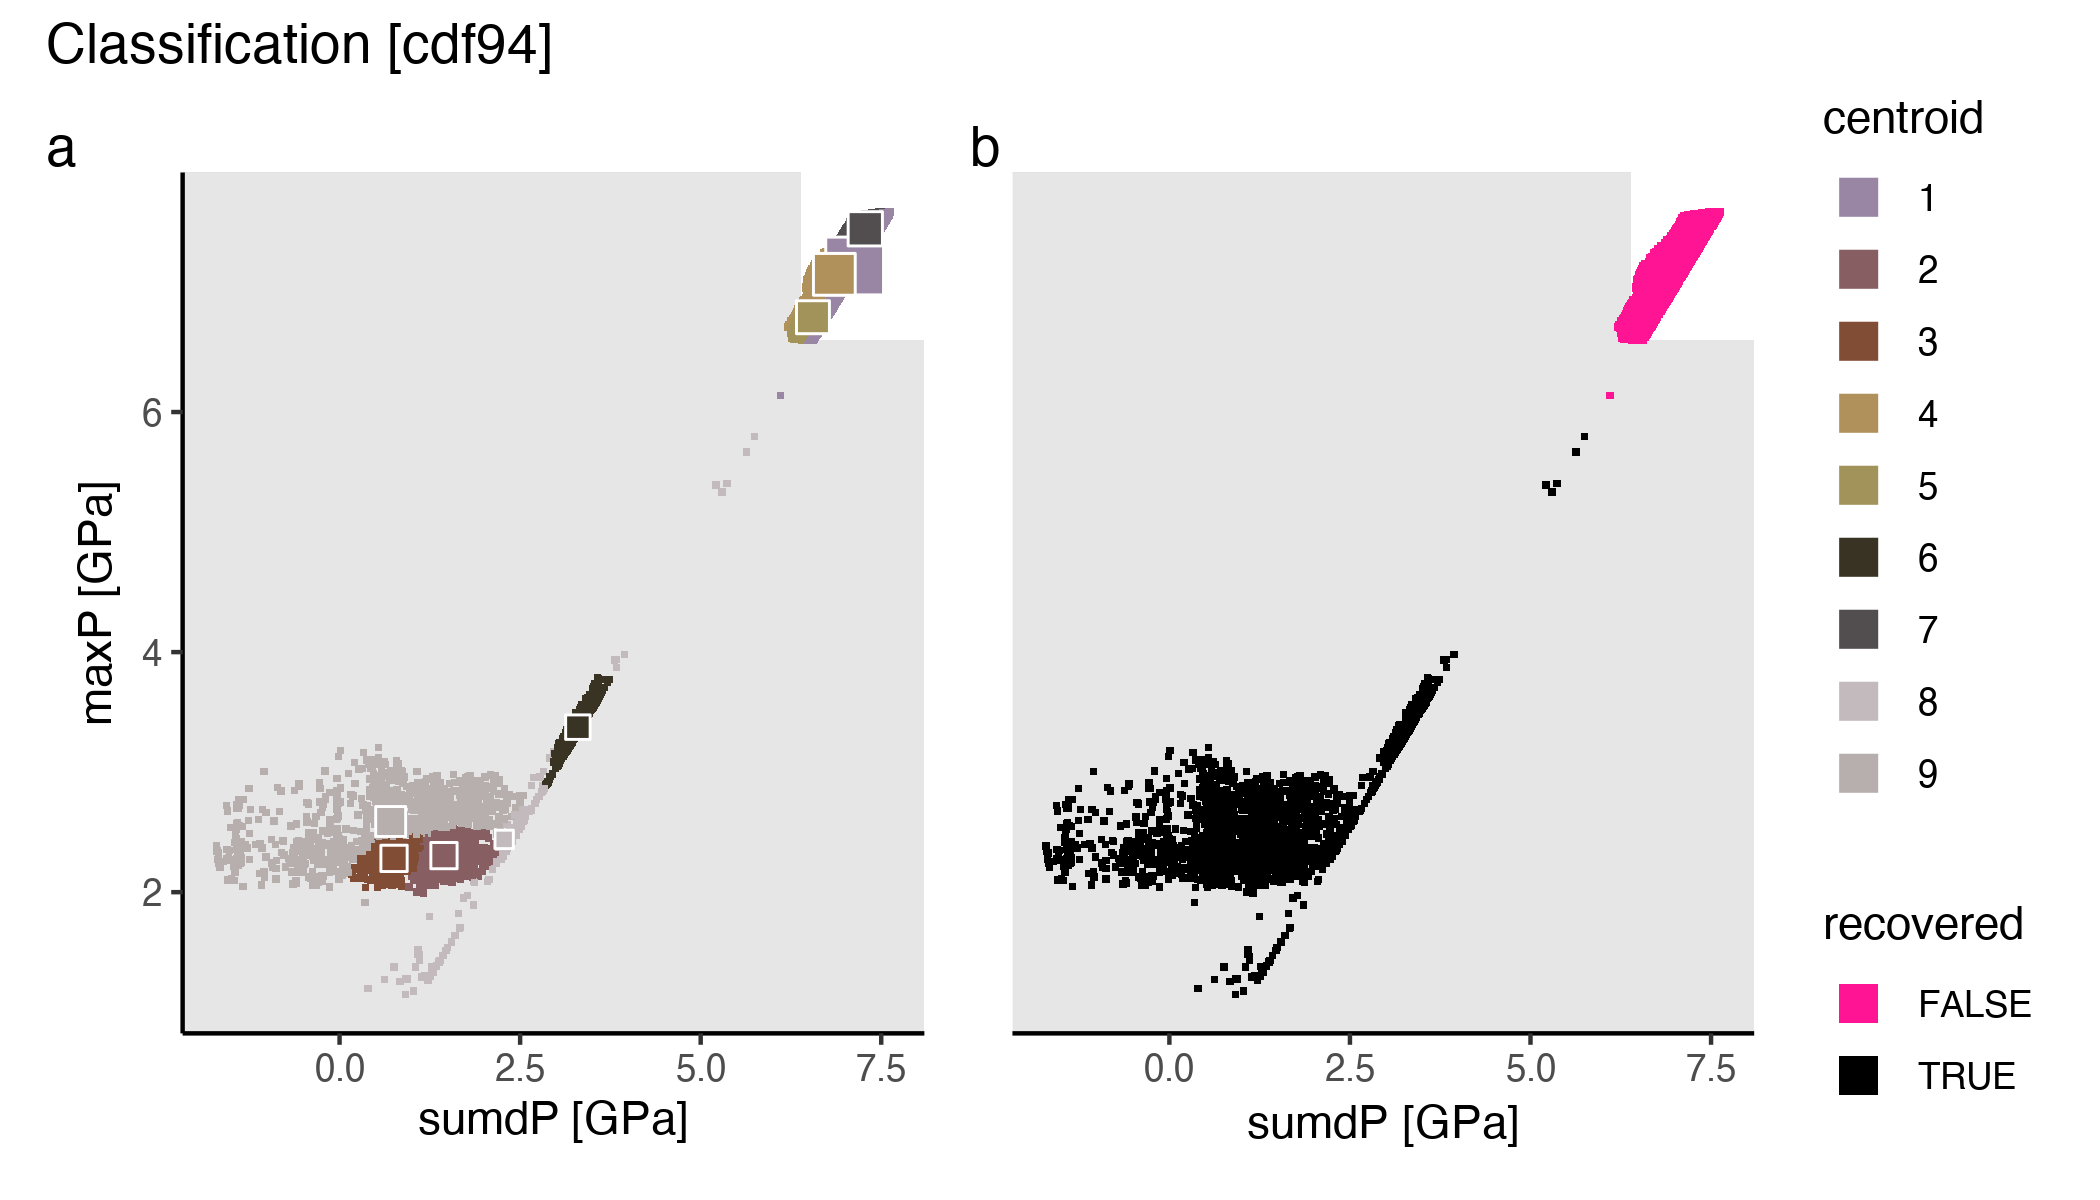 Classification [cdf94]
a
b
maxP [GPa]
6
4
2
0.0
2.5
5.0
7.5
sumdP [GPa]
0.0
2.5
5.0
7.5
sumdP [GPa]
centroid
1
2
3
4
5
6
7
8
9
recovered
FALSE
TRUE